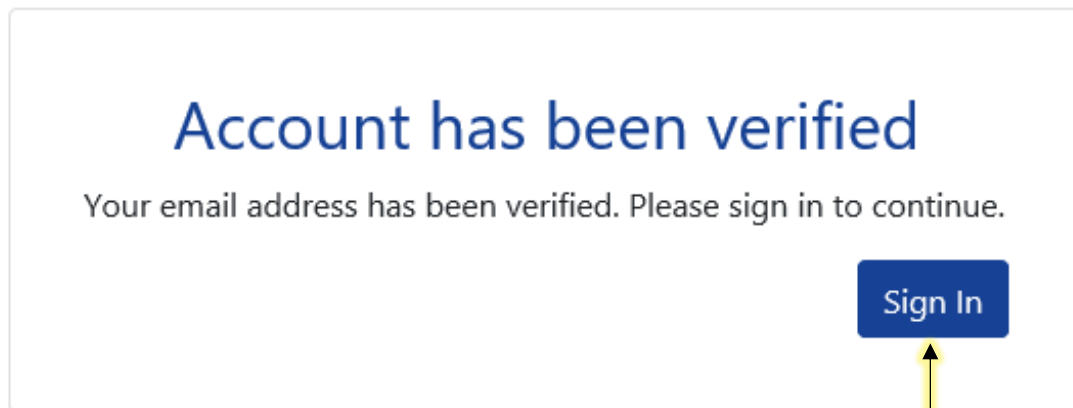 Account has been verified
Your email address has been verified. Please sign in to continue.
Sign In